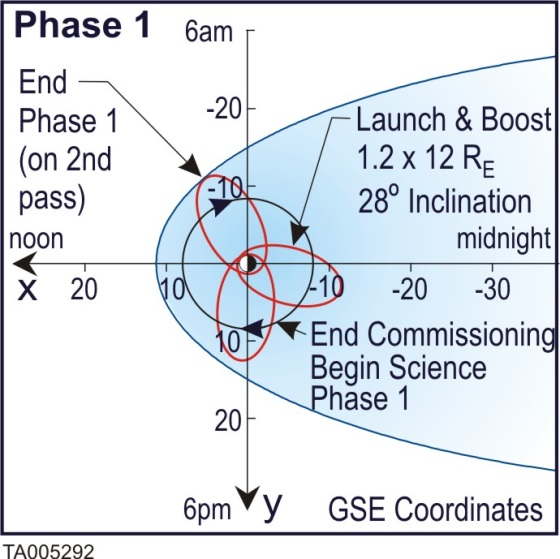 Phase 1
6am
End
Phase 1
(on 2nd
pass)
-20
Launch & Boost
1.2 x 12 RE
28o Inclination
-10
noon
midnight
x
20
10
-10
-20
-30
10
End Commissioning
Begin Science
Phase 1
20
6pm
y
GSE Coordinates
TA005292